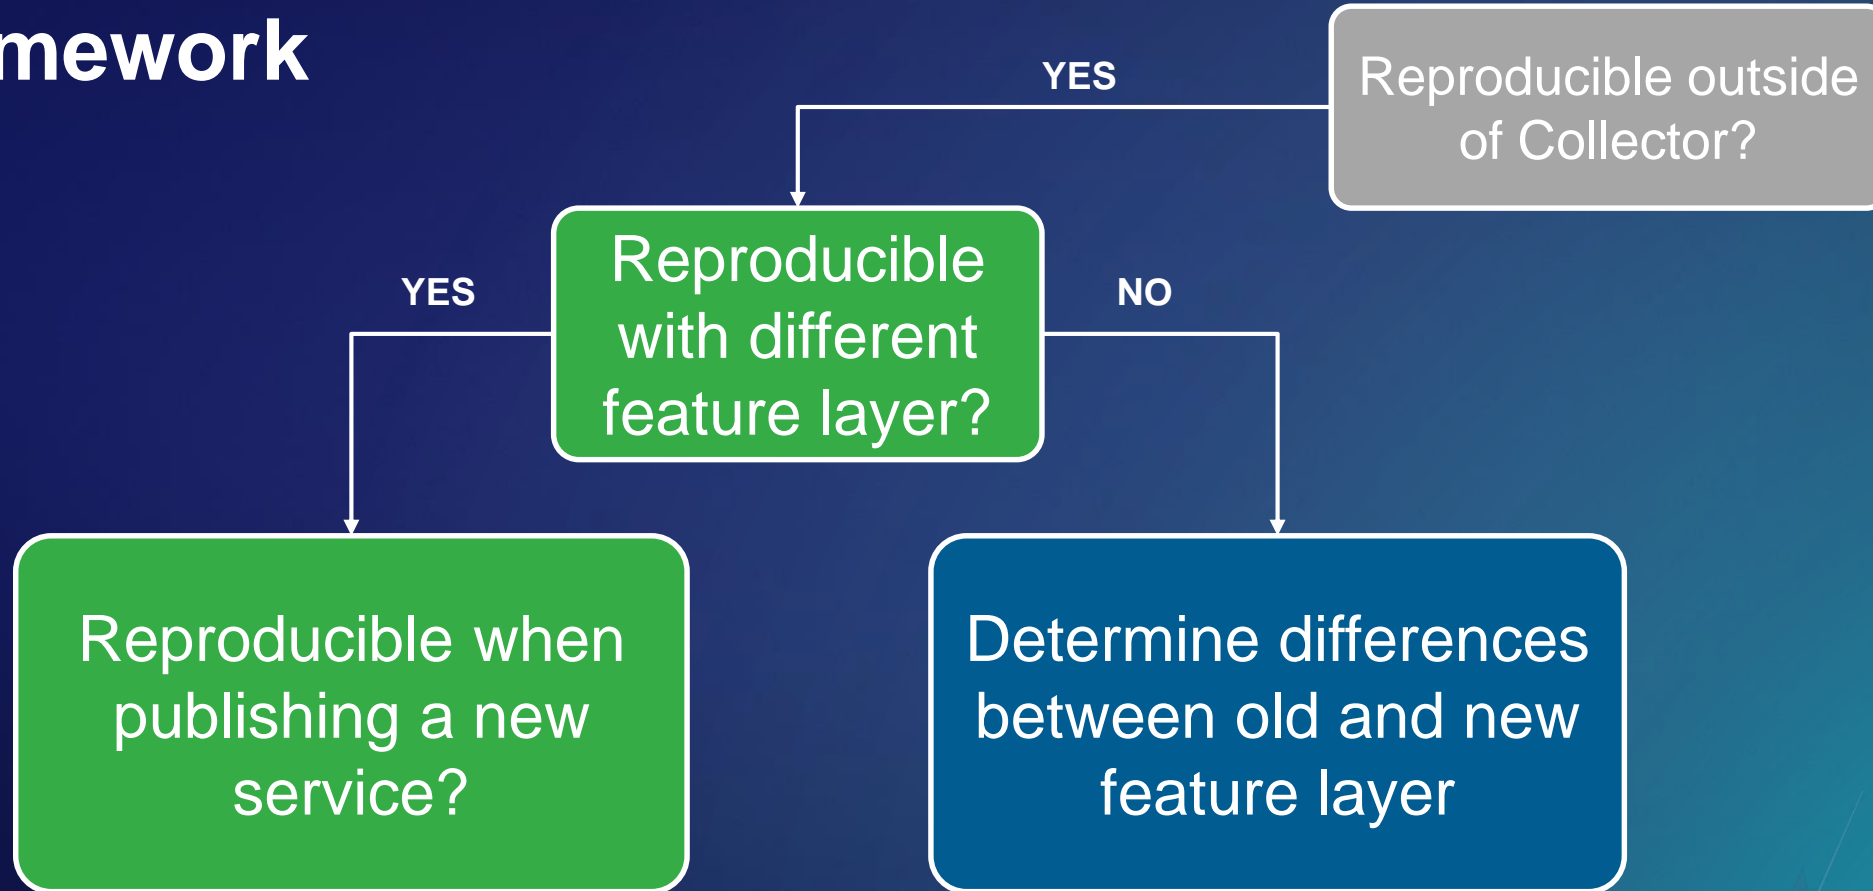 mework
YES
Reproducible outside
of Collector?
Reproducible
with different
feature layer?
YES
NO
Reproducible when
publishing a new
service?
Determine differences
between old and new
feature layer